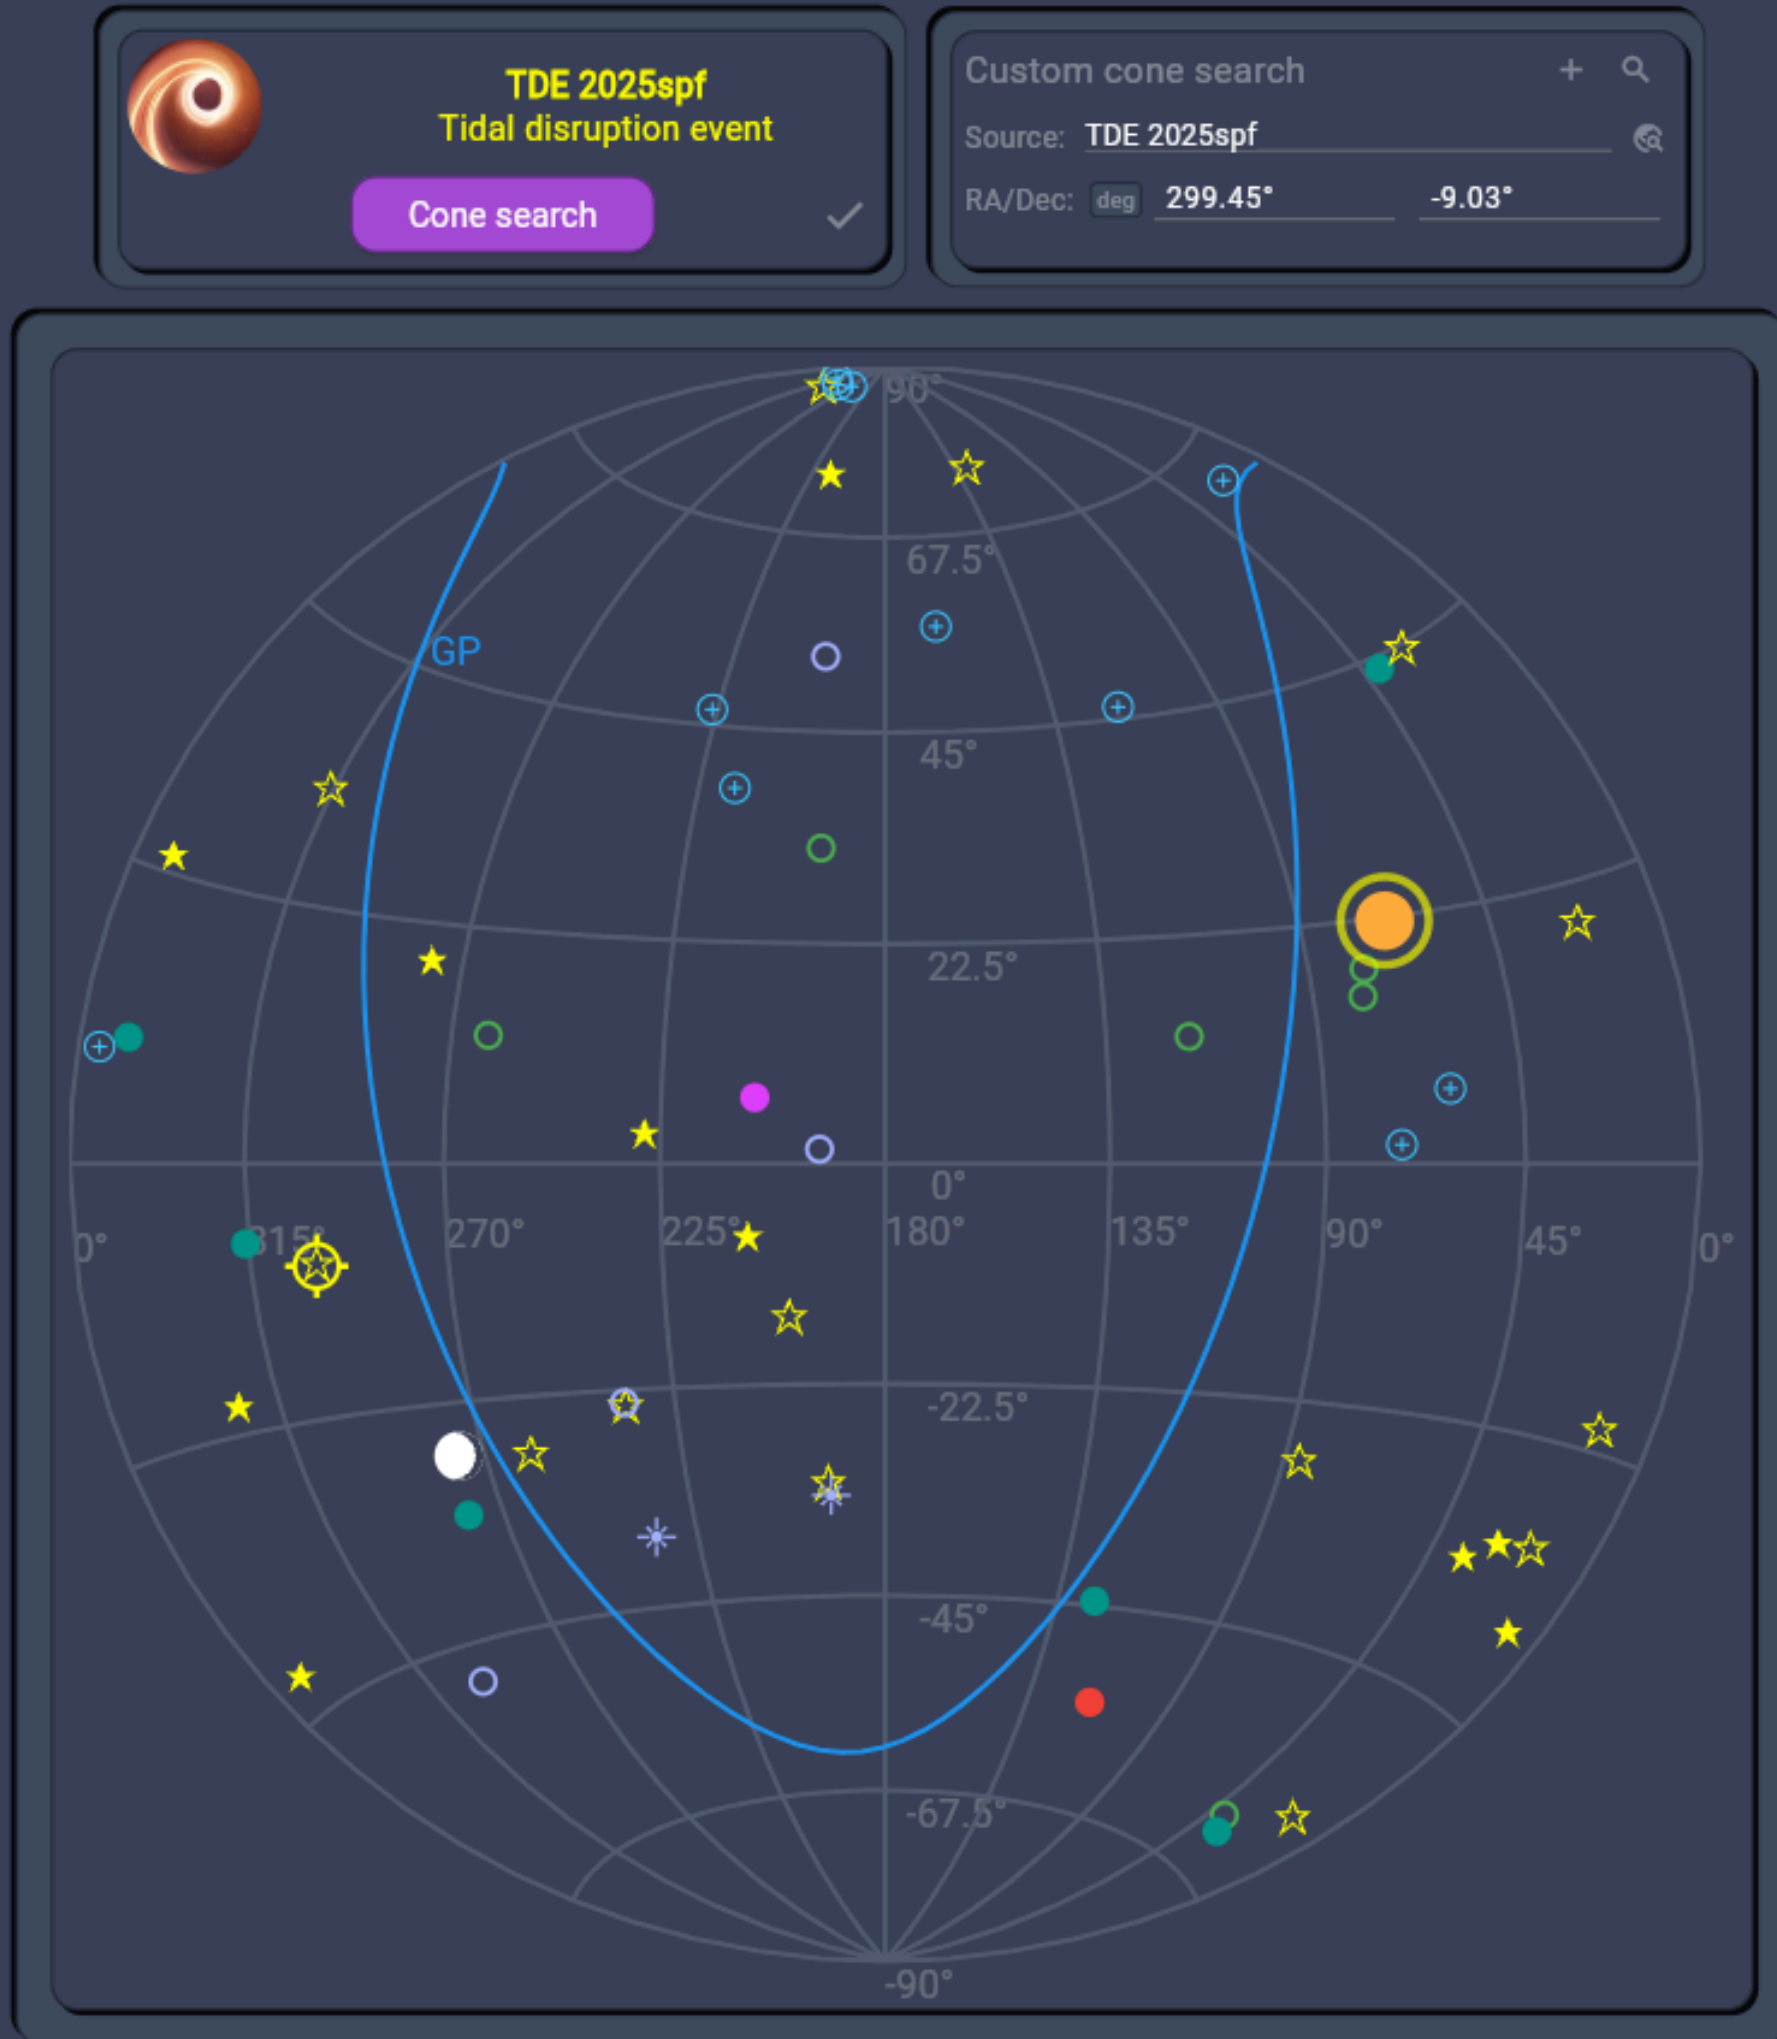 TDE 2025spf
Tidal disruption event
Cone search
Custom cone search
Source: TDE 2025spf
RA/Dec: deg 299.45° -9.03°
90°
67.5°
GP
45°
22.5°
0°
0° 315° 270° 225° 180° 135° 90° 45° 0°
-22.5°
-45°
-67.5°
-90°